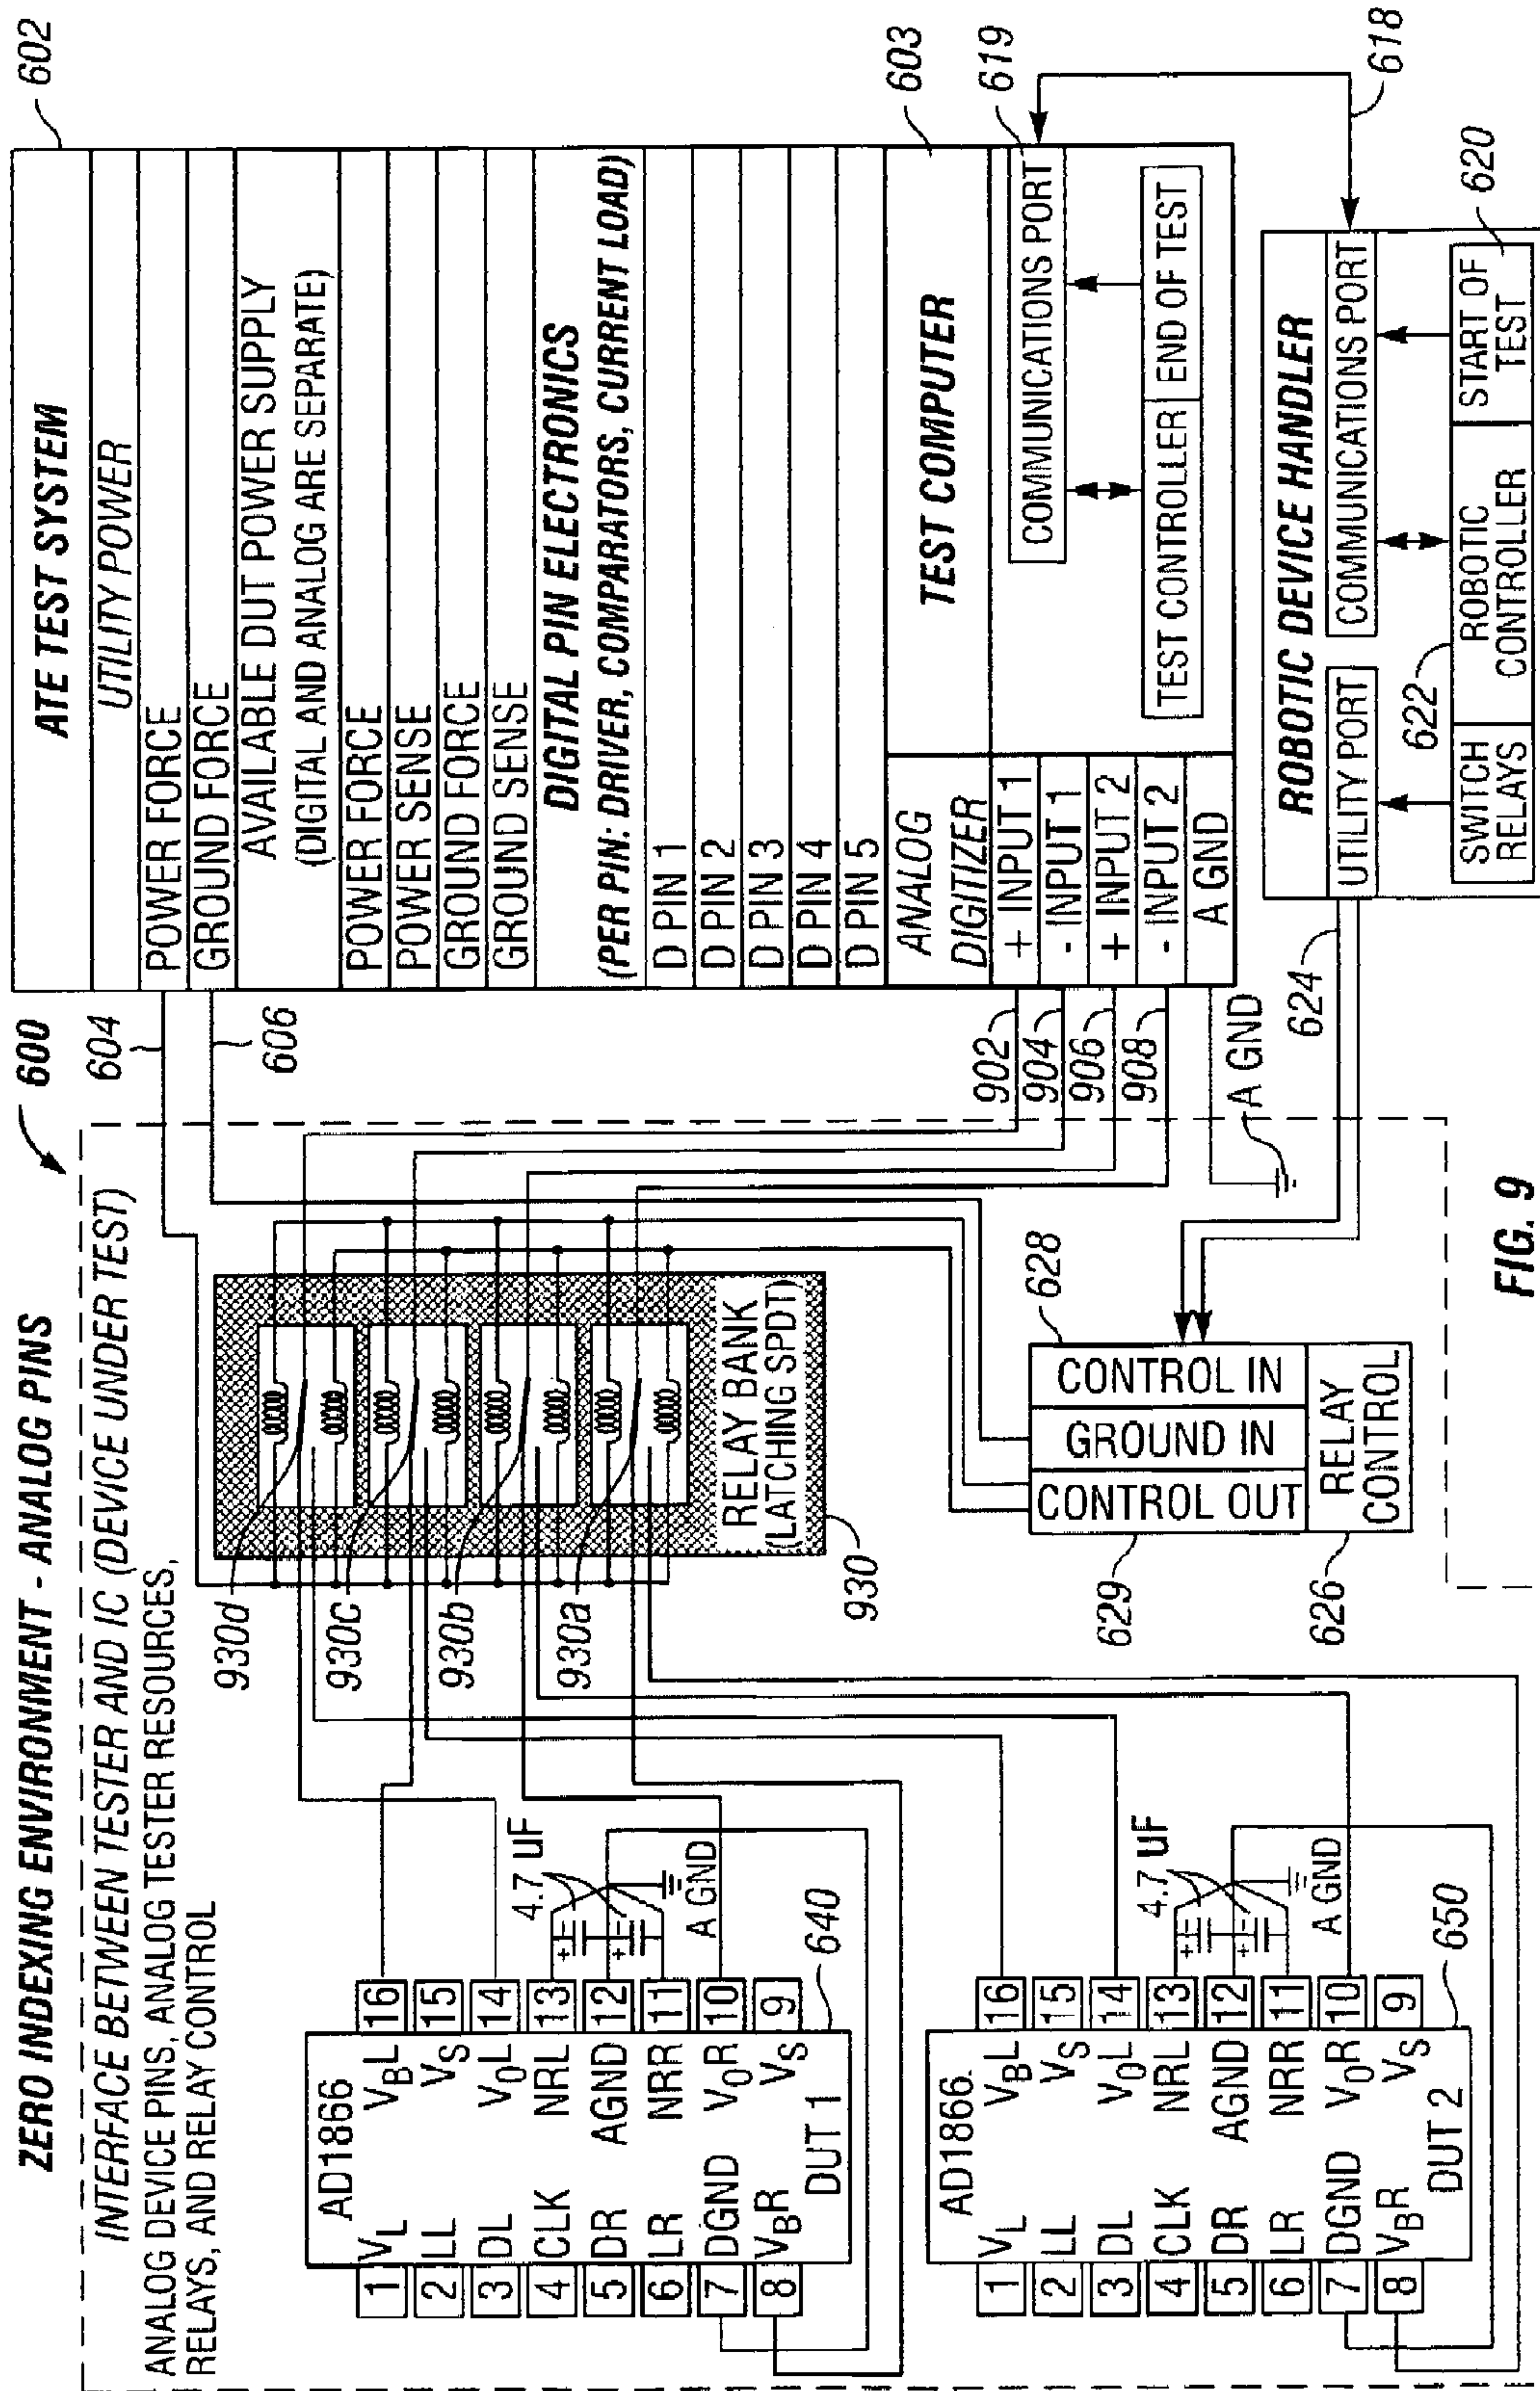 ZERO INDEXING ENVIRONMENT - ANALOG PINS
600
INTERFACE BETWEEN TESTER AND IC (DEVICE UNDER TEST)
ANALOG DEVICE PINS, ANALOG TESTER RESOURCES,
RELAYS, AND RELAY CONTROL
AD1866
1 VL
2 LL
3 DL
4 CLK
5 DR
6 LR
7 DGND
8 VBR
VBL 16
VS 15
VOL 14
NRL 13
AGND 12
NRR 11
VOR 10
VS 9
DUT 1
640
4.7 uF
+ =
+ =
A GND
AD1866
1 VL
2 LL
3 DL
4 CLK
5 DR
6 LR
7 DGND
8 VBR
VBL 16
VS 15
VOL 14
NRL 13
AGND 12
NRR 11
VOR 10
VS 9
DUT 2
650
4.7 uF
+ =
+ =
A GND
930d
930c
930b
930a
RELAY BANK
(LATCHING SPDT)
930
CONTROL IN
GROUND IN
CONTROL OUT
RELAY
CONTROL
628
629
626
604
606
902
904
906
908
A GND
624
602
ATE TEST SYSTEM
UTILITY POWER
POWER FORCE
GROUND FORCE
AVAILABLE DUT POWER SUPPLY
(DIGITAL AND ANALOG ARE SEPARATE)
POWER FORCE
POWER SENSE
GROUND FORCE
GROUND SENSE
DIGITAL PIN ELECTRONICS
(PER PIN: DRIVER, COMPARATORS, CURRENT LOAD)
D PIN 1
D PIN 2
D PIN 3
D PIN 4
D PIN 5
ANALOG
DIGITIZER
+ INPUT 1
- INPUT 1
+ INPUT 2
- INPUT 2
A GND
TEST COMPUTER
603
COMMUNICATIONS PORT
619
TEST CONTROLLER
END OF TEST
618
ROBOTIC DEVICE HANDLER
UTILITY PORT
COMMUNICATIONS PORT
622
SWITCH
RELAYS
ROBOTIC
CONTROLLER
START OF
TEST
620
FIG. 9